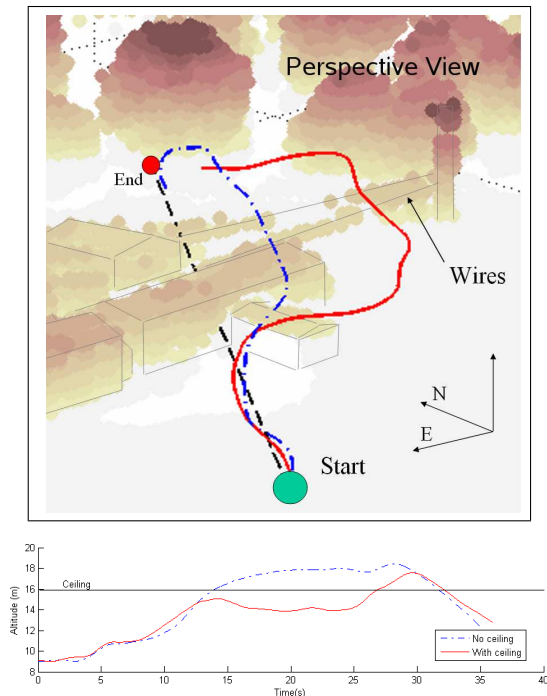 Perspective View
End
Wires
N
E
Start
20
18
16
14
12
10
8
Altitude (m)
Ceiling
No ceiling
With ceiling
0 5 10 15 20 25 30 35 40
Time(s)